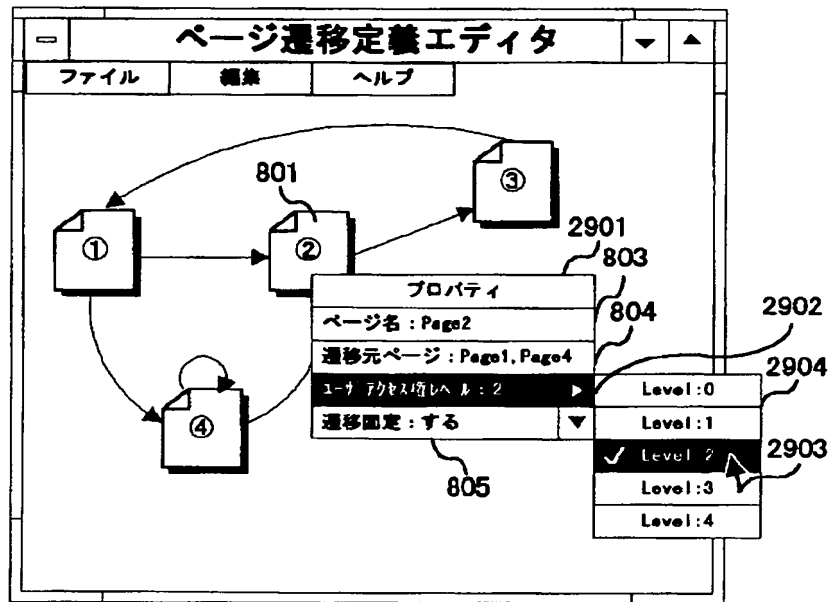 ページ遷移定義エディタ
ファイル 編集 ヘルプ
801
③
①
②
2901
803
プロパティ
804
ページ名:Page2
2902
遷移元ページ:Page1,Page4
2904
ユーザアクセス権レベル:2
Level:0
④
遷移固定:する
Level:1
Level:2
2903
805
Level:3
Level:4